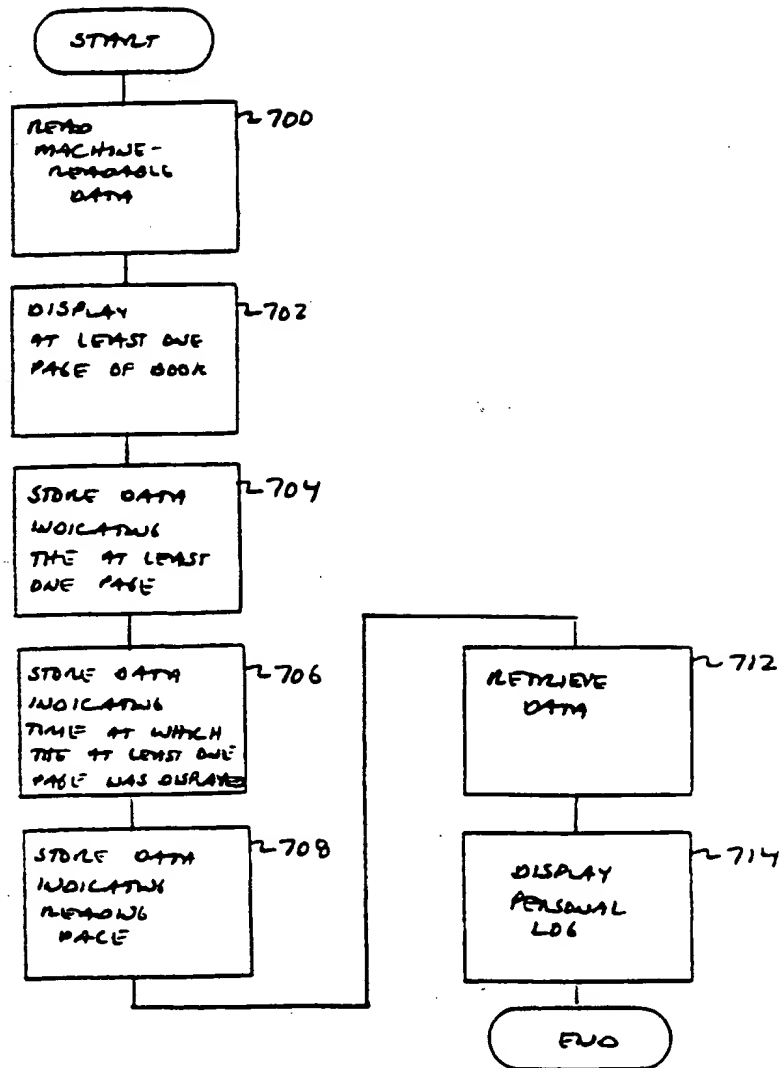 START
700
READ
MACHINE-
READABLE
DATA
702
DISPLAY
AT LEAST ONE
PAGE OF BOOK
704
STORE DATA
INDICATING
THE AT LEAST
ONE PAGE
706
STORE DATA
INDICATING
TIME AT WHICH
THE AT LEAST ONE
PAGE WAS DISPLAYED
708
STORE DATA
INDICATING
READING
PACE
712
RETRIEVE
DATA
714
DISPLAY
PERSONAL
LOG
END